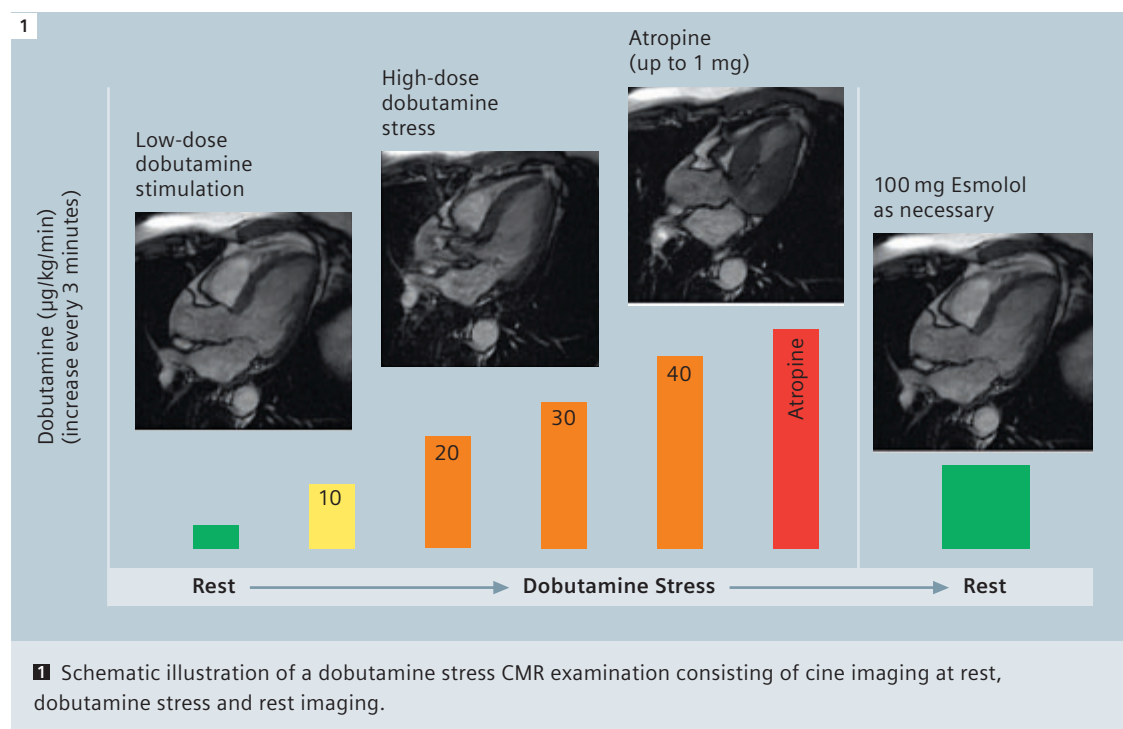 1
Atropine
(up to 1 mg)
High-dose
dobutamine
stress
Low-dose
dobutamine
stimulation
100 mg Esmolol
as necessary
Dobutamine (µg/kg/min)
(increase every 3 minutes)
10
20
30
40
Atropine
Rest
Dobutamine Stress
Rest
1 Schematic illustration of a dobutamine stress CMR examination consisting of cine imaging at rest,
dobutamine stress and rest imaging.